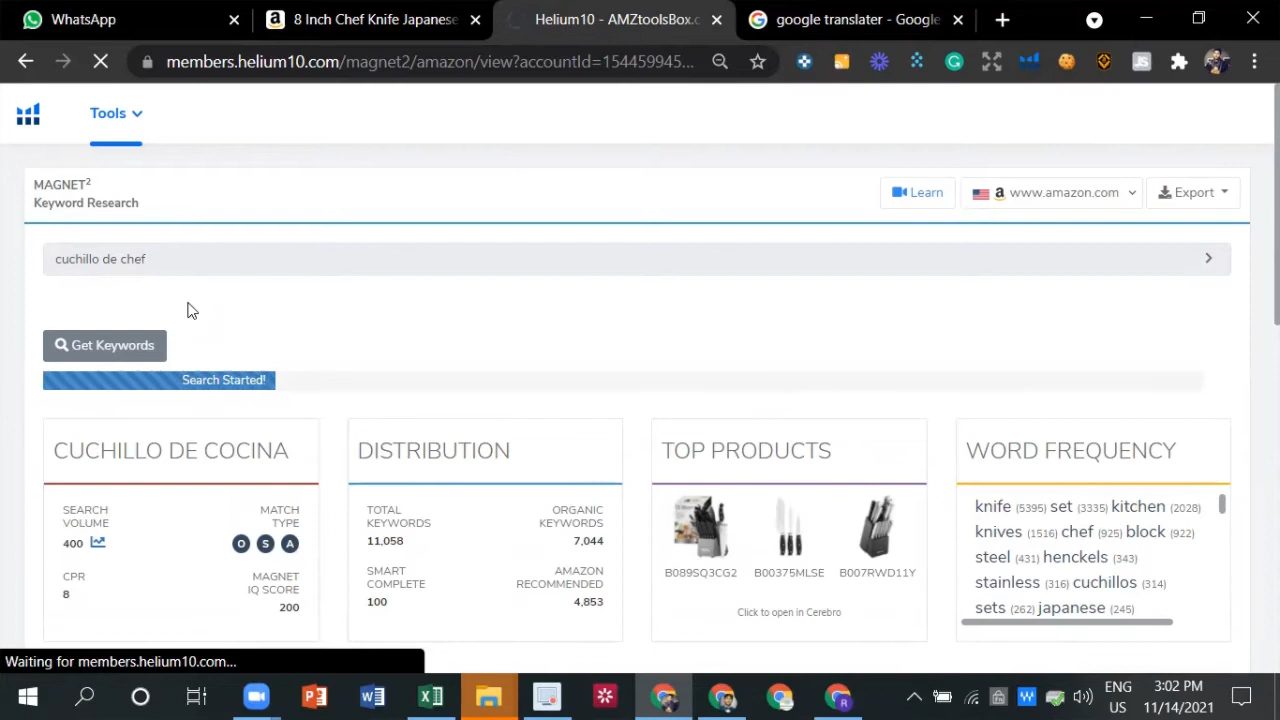 WhatsApp
8 Inch Chef Knife Japanese
Helium10 - AMZtoolsBox.c
google translater - Google
members.helium10.com/magnet2/amazon/view?accountId=154459945...
Tools
MAGNET2
Keyword Research
Learn
www.amazon.com
Export
cuchillo de chef
Get Keywords
Search Started!
CUCHILLO DE COCINA
SEARCH VOLUME
400
MATCH TYPE
O S A
CPR
8
MAGNET IQ SCORE
200
DISTRIBUTION
TOTAL KEYWORDS
11,058
ORGANIC KEYWORDS
7,044
SMART COMPLETE
100
AMAZON RECOMMENDED
4,853
TOP PRODUCTS
B089SQ3CG2 B00375MLSE B007RWD11Y
Click to open in Cerebro
WORD FREQUENCY
knife (5395) set (3335) kitchen (2028)
knives (1516) chef (925) block (922)
steel (431) henckels (343)
stainless (316) cuchillos (314)
sets (262) japanese (245)
Waiting for members.helium10.com...
ENG
US
3:02 PM
11/14/2021